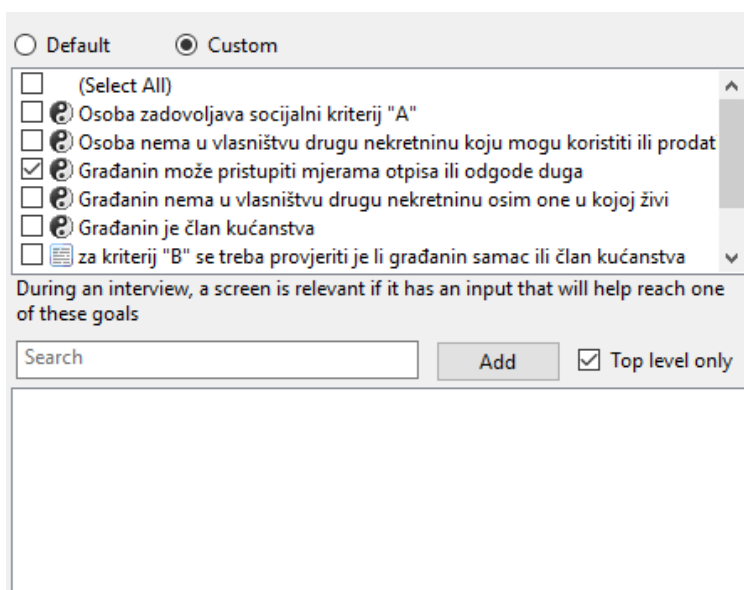 Default Custom
(Select All)
Osoba zadovoljava socijalni kriterij "A"
Osoba nema u vlasništvu drugu nekretninu koju mogu koristiti ili prodat
Građanin može pristupiti mjerama otpisa ili odgode duga
Građanin nema u vlasništvu drugu nekretninu osim one u kojoj živi
Građanin je član kućanstva
za kriterij "B" se treba provjeriti je li građanin samac ili član kućanstva
During an interview, a screen is relevant if it has an input that will help reach one
of these goals
Search Add Top level only